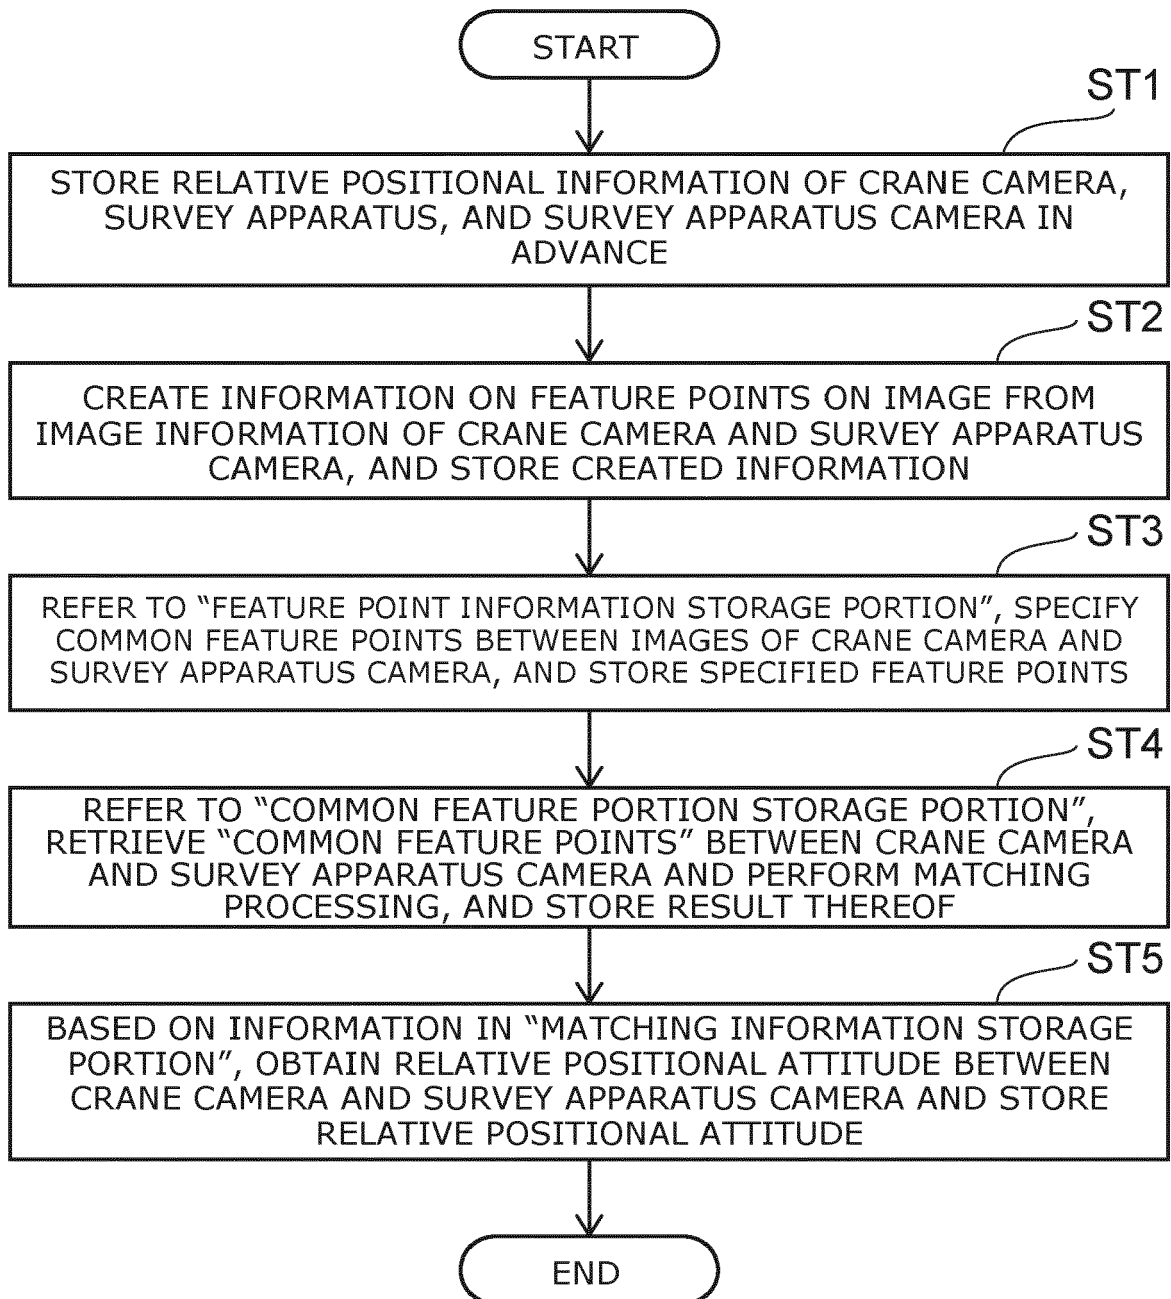 START
ST1
STORE RELATIVE POSITIONAL INFORMATION OF CRANE CAMERA,
SURVEY APPARATUS, AND SURVEY APPARATUS CAMERA IN
ADVANCE
ST2
CREATE INFORMATION ON FEATURE POINTS ON IMAGE FROM
IMAGE INFORMATION OF CRANE CAMERA AND SURVEY APPARATUS
CAMERA, AND STORE CREATED INFORMATION
ST3
REFER TO “FEATURE POINT INFORMATION STORAGE PORTION”, SPECIFY
COMMON FEATURE POINTS BETWEEN IMAGES OF CRANE CAMERA AND
SURVEY APPARATUS CAMERA, AND STORE SPECIFIED FEATURE POINTS
ST4
REFER TO “COMMON FEATURE PORTION STORAGE PORTION”,
RETRIEVE “COMMON FEATURE POINTS” BETWEEN CRANE CAMERA
AND SURVEY APPARATUS CAMERA AND PERFORM MATCHING
PROCESSING, AND STORE RESULT THEREOF
ST5
BASED ON INFORMATION IN “MATCHING INFORMATION STORAGE
PORTION”, OBTAIN RELATIVE POSITIONAL ATTITUDE BETWEEN
CRANE CAMERA AND SURVEY APPARATUS CAMERA AND STORE
RELATIVE POSITIONAL ATTITUDE
END